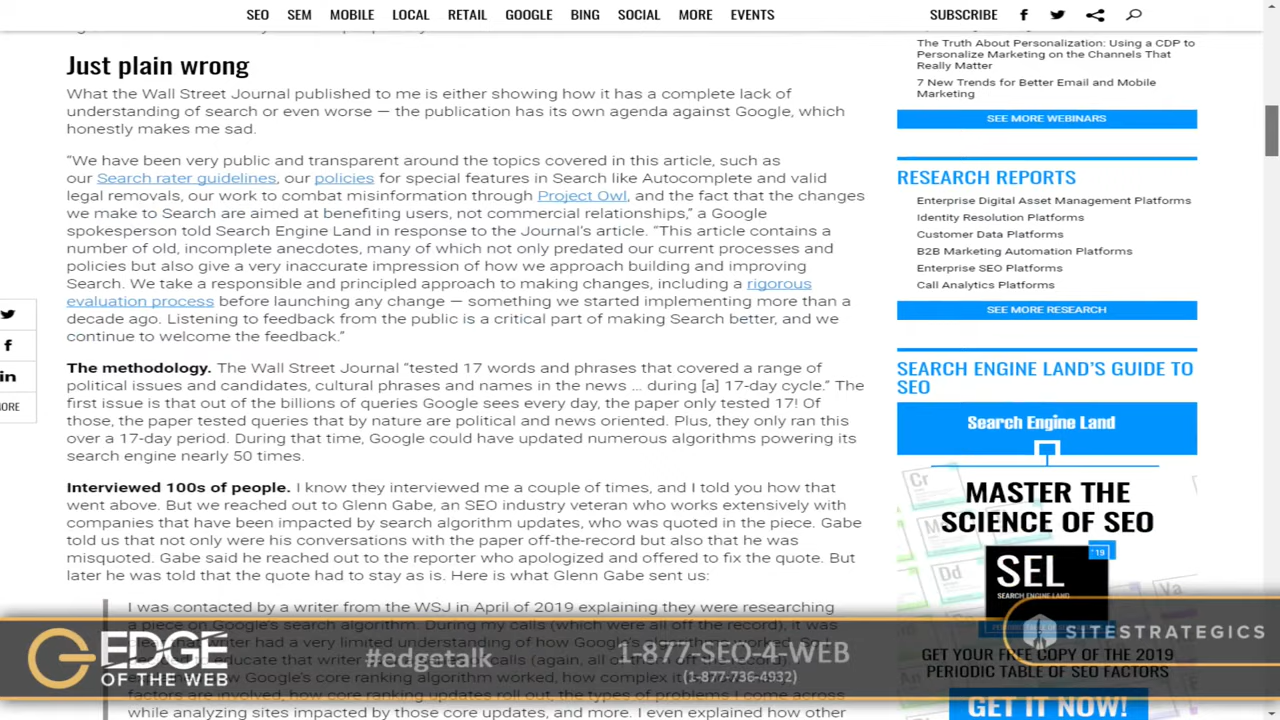 SEO SEM MOBILE LOCAL RETAIL GOOGLE BING SOCIAL MORE EVENTS SUBSCRIBE
Just plain wrong
What the Wall Street Journal published to me is either showing how it has a complete lack of
understanding of search or even worse — the publication has its own agenda against Google, which
honestly makes me sad.
“We have been very public and transparent around the topics covered in this article, such as
our Search rater guidelines, our policies for special features in Search like Autocomplete and valid
legal removals, our work to combat misinformation through Project Owl, and the fact that the changes
we make to Search are aimed at benefiting users, not commercial relationships,” a Google
spokesperson told Search Engine Land in response to the Journal’s article. “This article contains a
number of old, incomplete anecdotes, many of which not only predated our current processes and
policies but also give a very inaccurate impression of how we approach building and improving
Search. We take a responsible and principled approach to making changes, including a rigorous
evaluation process before launching any change — something we started implementing more than a
decade ago. Listening to feedback from the public is a critical part of making Search better, and we
continue to welcome the feedback.”
The methodology. The Wall Street Journal “tested 17 words and phrases that covered a range of
political issues and candidates, cultural phrases and names in the news ... during [a] 17-day cycle.” The
first issue is that out of the billions of queries Google sees every day, the paper only tested 17! Of
those, the paper tested queries that by nature are political and news oriented. Plus, they only ran this
over a 17-day period. During that time, Google could have updated numerous algorithms powering its
search engine nearly 50 times.
Interviewed 100s of people. I know they interviewed me a couple of times, and I told you how that
went above. But we reached out to Glenn Gabe, an SEO industry veteran who works extensively with
companies that have been impacted by search algorithm updates, who was quoted in the piece. Gabe
told us that not only were his conversations with the paper off-the-record but also that he was
misquoted. Gabe said he reached out to the reporter who apologized and offered to fix the quote. But
later he was told that the quote had to stay as is. Here is what Glenn Gabe sent us:
I was contacted by a writer from the WSJ in April of 2019 explaining they were researching
a piece on Google's search algorithm. During my calls (which were all off the record), it was
writer had a very understanding of how Google's algorithms worked. So
educate that writer calls (again, all of
how Google's core ranking algorithm worked, how complex
factors are involved, how core ranking updates roll out, the types of problems I come across
while analyzing sites impacted by those core updates, and more. I even explained how other
MORE
The Truth About Personalization: Using a CDP to
Personalize Marketing on the Channels That
Really Matter
7 New Trends for Better Email and Mobile
Marketing
SEE MORE WEBINARS
RESEARCH REPORTS
Enterprise Digital Asset Management Platforms
Identity Resolution Platforms
Customer Data Platforms
B2B Marketing Automation Platforms
Enterprise SEO Platforms
Call Analytics Platforms
SEE MORE RESEARCH
SEARCH ENGINE LAND’S GUIDE TO
SEO
Search Engine Land
MASTER THE
SCIENCE OF SEO
Cr
Dd
Va
'19
SEL
SEARCH ENGINE LAND
GET YOUR FREE COPY OF THE 2019
PERIODIC TABLE OF SEO FACTORS
GET IT NOW!
EDGE
OF THE WEB
#edgetalk
1-877-SEO-4-WEB
(1-877-736-4932)
SITESTRATEGICS